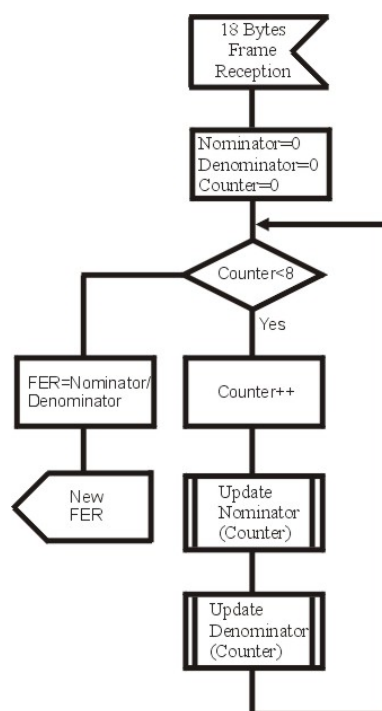 18 Bytes
Frame
Reception
Nominator=0
Denominator=0
Counter=0
Counter<8
Yes
FER=Nominator/
Denominator
Counter++
New
FER
Update
Nominator
(Counter)
Update
Denominator
(Counter)